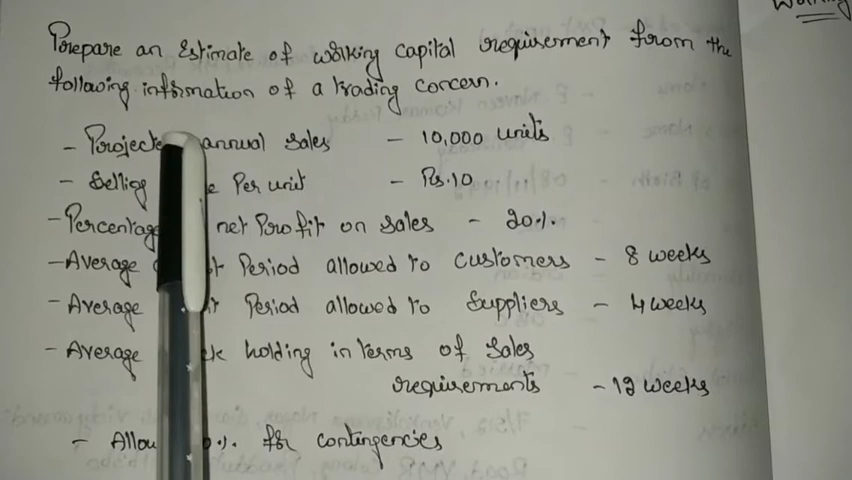 Prepare an Estimate of working capital requirement from the
following information of a trading concern.
- Projecte annual sales - 10,000 units
- Selling Per unit - Rs.10
- Percentage net Profit on sales - 20%.
- Average Period allowed to customers - 8 weeks
- Average Period allowed to Suppliers - 4 weeks
- Average holding in terms of sales
requirements - 12 weeks
- Allow for contingencies